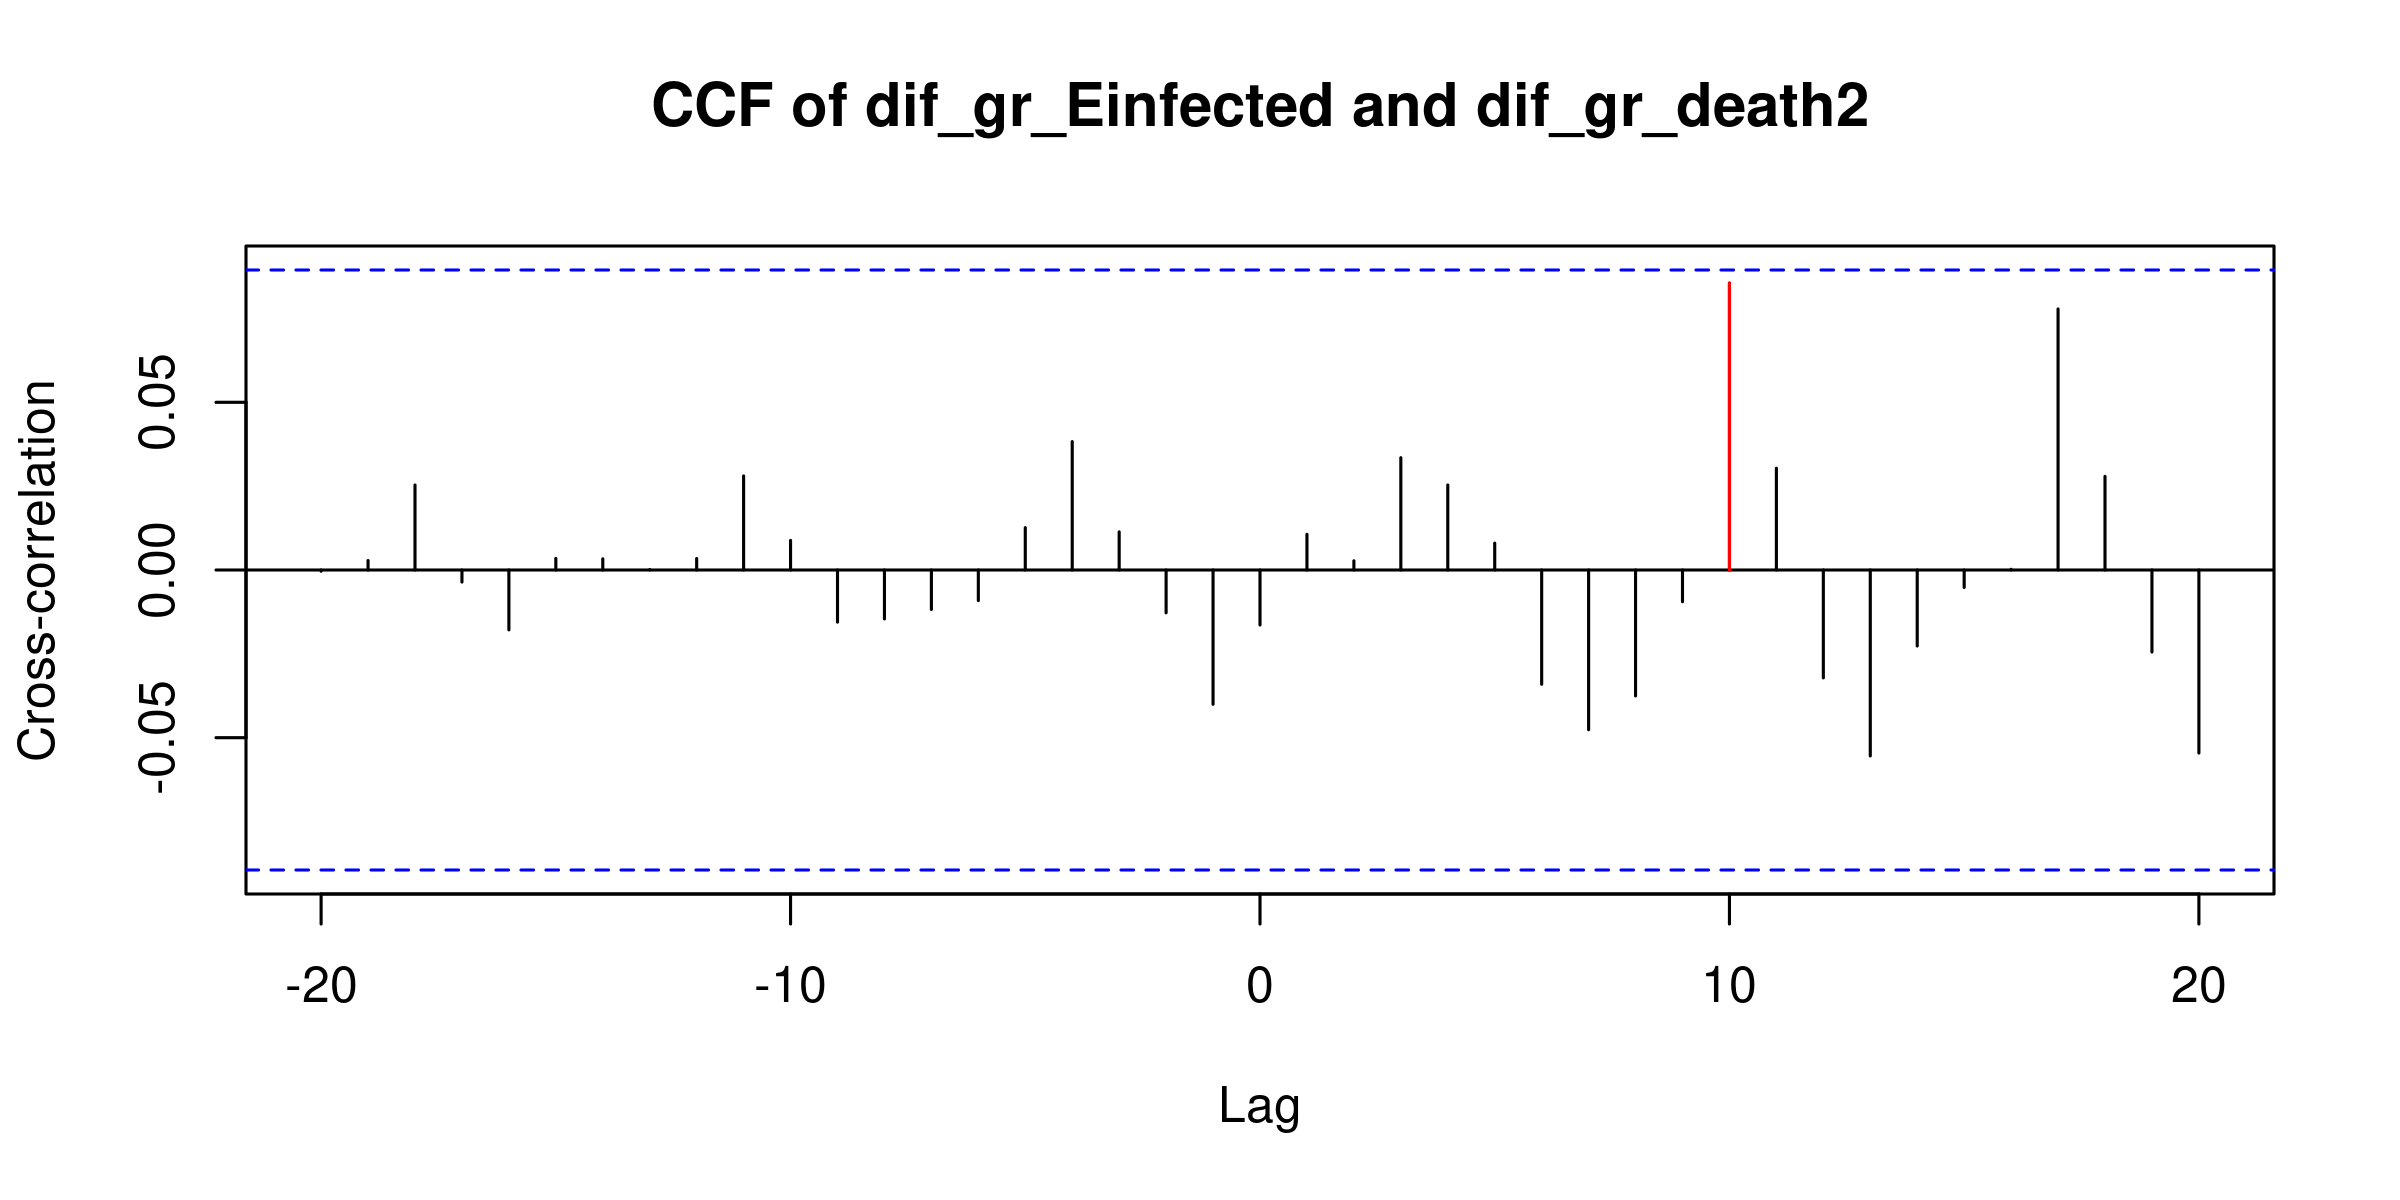 CCF of dif_gr_Einfected and dif_gr_death2
Cross-correlation
0.05
0.00
-0.05
-20 -10 0 10 20
Lag